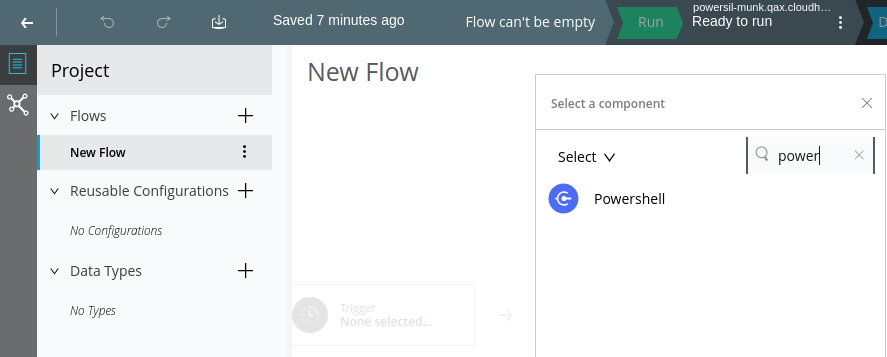 Saved 7 minutes ago
Flow can't be empty
Run
powersil-munk.qax.cloudh...
Ready to run
D
Project
New Flow
Flows
New Flow
Reusable Configurations
No Configurations
Data Types
No Types
Trigger
None selected...
Select a component
Select
power
Powershell